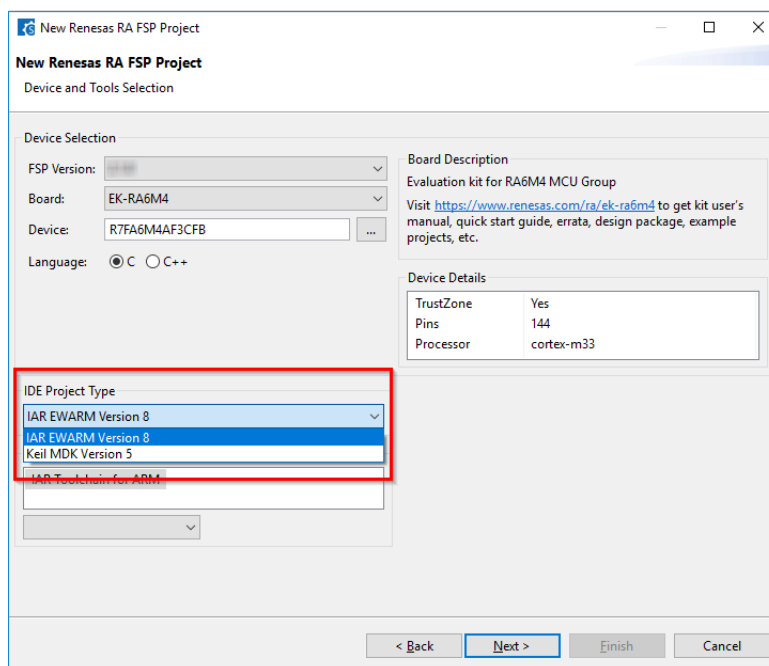 New Renesas RA FSP Project
New Renesas RA FSP Project
Device and Tools Selection
Device Selection
FSP Version:
Board: EK-RA6M4
Device: R7FA6M4AF3CFB ...
Language: C C++
Board Description
Evaluation kit for RA6M4 MCU Group
Visit https://www.renesas.com/ra/ek-ra6m4 to get kit user's
manual, quick start guide, errata, design package, example
projects, etc.
Device Details
TrustZone Yes
Pins 144
Processor cortex-m33
IDE Project Type
IAR EWARM Version 8
IAR EWARM Version 8
Keil MDK Version 5
IAR Toolchain for ARM
< Back Next > Finish Cancel